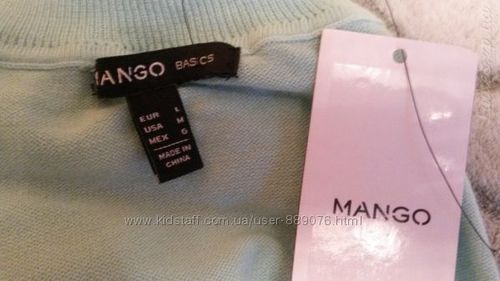 MANGO BASICS
EUR L
USA M
MEX G
MADE IN
CHINA
MANGO
www.kidstaff.com.ua/user-889076.html